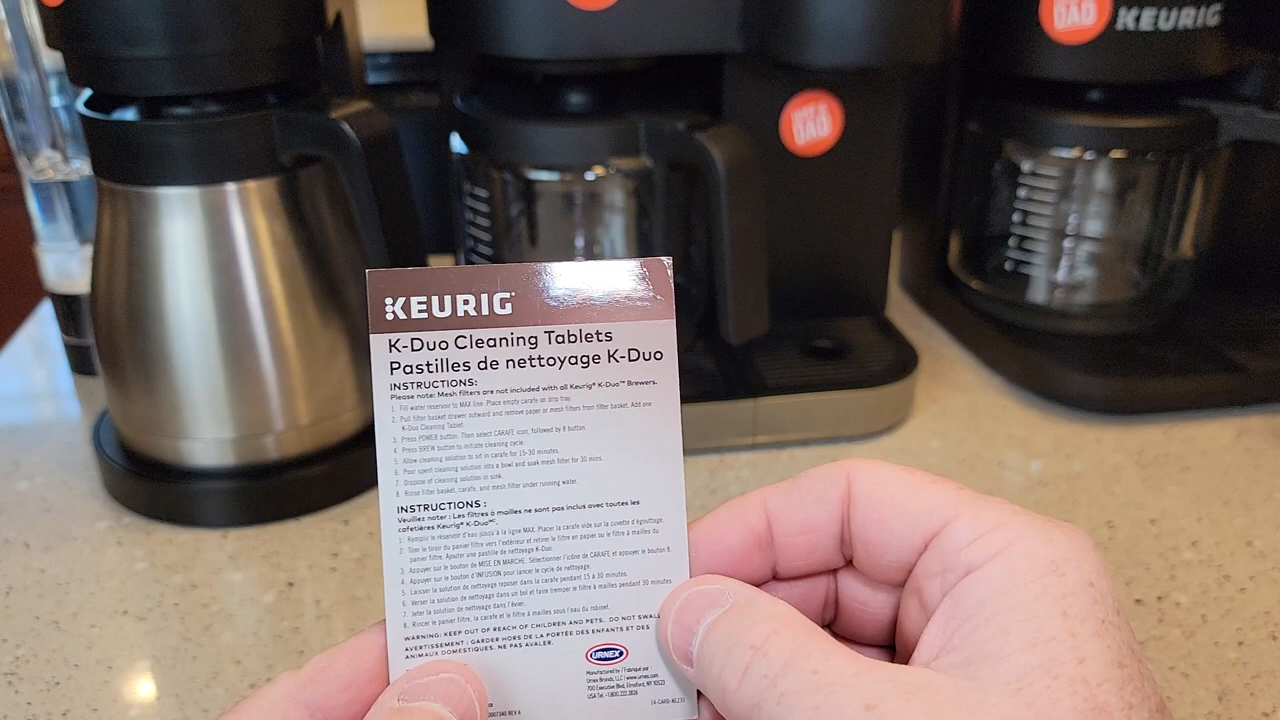 DAD
KEURIG
DAD
KEURIG
K-Duo Cleaning Tablets
Pastilles de nettoyage K-Duo
INSTRUCTIONS:
Please note: Mesh filters are not included with all Keurig® K-Duo™ Brewers.
1. Fill water reservoir to MAX line. Place empty carafe on drip tray.
2. Pull filter basket drawer outward and remove paper or mesh filters from filter basket. Add one
K-Duo Cleaning Tablet.
3. Press POWER button. Then select CARAFE icon, followed by 8 button.
4. Press BREW button to initiate cleaning cycle.
5. Allow cleaning solution to sit in carafe for 15-30 minutes.
6. Pour spent cleaning solution into a bowl and soak mesh filter for 30 mins.
7. Dispose of cleaning solution in sink.
8. Rinse filter basket, carafe, and mesh filter under running water.
INSTRUCTIONS :
Veuillez noter : Les filtres à mailles ne sont pas inclus avec toutes les
cafetières Keurig® K-Duo
1. Remplir le réservoir d'eau jusqu'à la ligne MAX. Placer la carafe vide sur la cuvette d'égouttage.
2. Tirer le tiroir du panier filtre vers l'extérieur et retirer le filtre en papier ou le filtre à mailles du
panier filtre. Ajouter une pastille de nettoyage K-Duo.
3. Appuyer sur le bouton de MISE EN MARCHE. Sélectionner l'icône de CARAFE et appuyer le bouton 8.
4. Appuyer sur le bouton d'INFUSION pour lancer le cycle de nettoyage.
5. Laisser la solution de nettoyage reposer dans la carafe pendant 15 à 30 minutes.
6. Verser la solution de nettoyage dans un bol et faire tremper le filtre à mailles pendant 30 minutes.
7. Jeter la solution de nettoyage dans l'évier.
8. Rincer le panier filtre, la carafe et le filtre à mailles sous l'eau du robinet.
WARNING: KEEP OUT OF REACH OF CHILDREN AND PETS. DO NOT SWALL
AVERTISSEMENT : GARDER HORS DE LA PORTÉE DES ENFANTS ET DES
ANIMAUX DOMESTIQUES. NE PAS AVALER.
URNEX
Manufactured by / Fabriqué par :
Urnex Brands, LLC | www.urnex.com
700 Executive Blvd, Elmsford, NY 10523
USA Tel. +1.800.222.2826
REV A